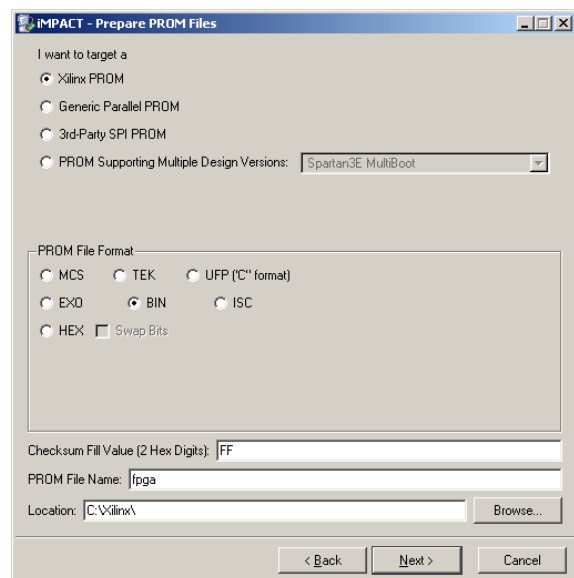 iMPACT - Prepare PROM Files
I want to target a
Xilinx PROM
Generic Parallel PROM
3rd-Party SPI PROM
PROM Supporting Multiple Design Versions: Spartan3E MultiBoot
PROM File Format
MCS TEK UFP ("C" format)
EXO BIN ISC
HEX Swap Bits
Checksum Fill Value (2 Hex Digits): FF
PROM File Name: fpga
Location: C:\Xilinx\ Browse...
< Back Next > Cancel